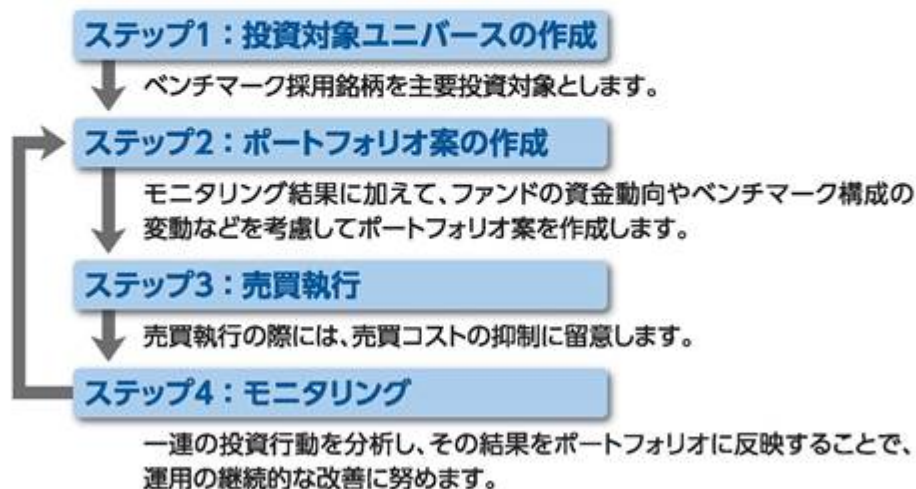 ステップ1：投資対象ユニバースの作成
ベンチマーク採用銘柄を主要投資対象とします。
ステップ2：ポートフォリオ案の作成
モニタリング結果に加えて、ファンドの資金動向やベンチマーク構成の
変動などを考慮してポートフォリオ案を作成します。
ステップ3：売買執行
売買執行の際には、売買コストの抑制に留意します。
ステップ4：モニタリング
一連の投資行動を分析し、その結果をポートフォリオに反映することで、
運用の継続的な改善に努めます。